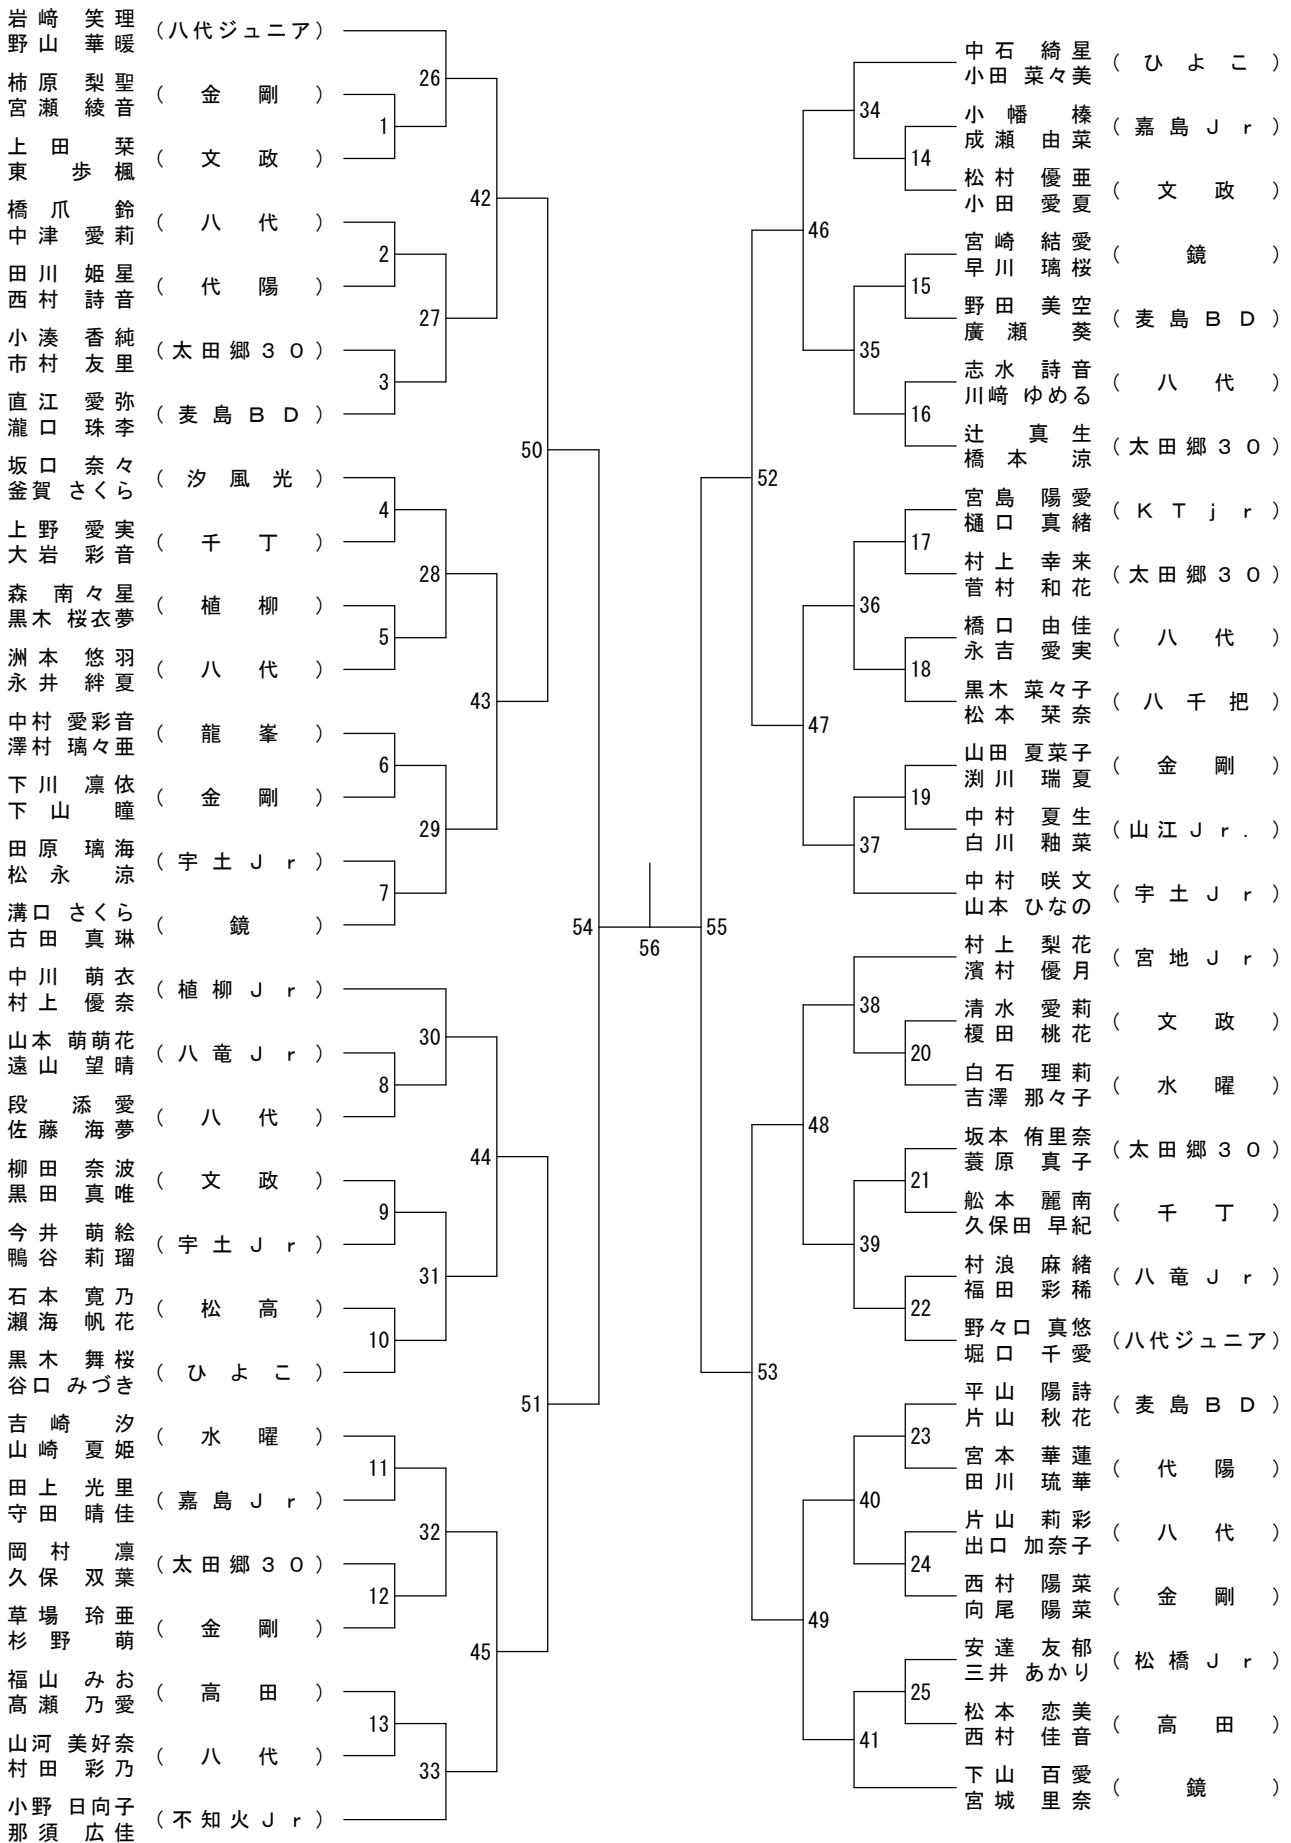 岩﨑 笑理
野山 華暖
(八代ジュニア)
柿原 梨聖
宮瀬 綾音
(金剛)
上田 栞
東 歩楓
(文政)
橋爪 鈴
中津 愛莉
(八代)
田川 姫星
西村 詩音
(代陽)
小湊 香純
市村 友里
(太田郷30)
直江 愛弥
瀧口 珠李
(麦島BD)
坂口 奈々
釜賀 さくら
(汐風光)
上野 愛実
大岩 彩音
(千丁)
森 南々星
黒木 桜衣夢
(植柳)
洲本 悠羽
永井 絆夏
(八代)
中村 愛彩音
澤村 璃々亜
(龍峯)
下川 凛依
下山 瞳
(金剛)
田原 璃海
松永 涼
(宇土Jr)
溝口 さくら
古田 真琳
(鏡)
中川 萌衣
村上 優奈
(植柳Jr)
山本 萌萌花
遠山 望晴
(八竜Jr)
段 添愛
佐藤 海夢
(八代)
柳田 奈波
黒田 真唯
(文政)
今井 萌絵
鴨谷 莉瑠
(宇土Jr)
石本 寛乃
瀬海 帆花
(松高)
黒木 舞桜
谷口 みづき
(ひよこ)
吉崎 汐
山崎 夏姫
(水曜)
田上 光里
守田 晴佳
(嘉島Jr)
岡村 凛
久保 双葉
(太田郷30)
草場 玲亜
杉野 萌
(金剛)
福山 みお
髙瀬 乃愛
(高田)
山河 美好奈
村田 彩乃
(八代)
小野 日向子
那須 広佳
(不知火Jr)
1
2
3
4
5
6
7
8
9
10
11
12
13
26
27
28
29
30
31
32
33
42
43
44
45
50
51
54
56
55
52
53
46
47
48
49
34
35
36
37
38
39
40
41
14
15
16
17
18
19
20
21
22
23
24
25
中石 綺星
小田 菜々美
(ひよこ)
小幡 榛
成瀬 由菜
(嘉島Jr)
松村 優亜
小田 愛夏
(文政)
宮崎 結愛
早川 璃桜
(鏡)
野田 美空
廣瀬 葵
(麦島BD)
志水 詩音
川﨑 ゆめる
(八代)
辻 真生
橋本 涼
(太田郷30)
宮島 陽愛
樋口 真緒
(KTjr)
村上 幸来
菅村 和花
(太田郷30)
橋口 由佳
永吉 愛実
(八代)
黒木 菜々子
松本 栞奈
(八千把)
山田 夏菜子
渕川 瑞夏
(金剛)
中村 夏生
白川 釉菜
(山江Jr.)
中村 咲文
山本 ひなの
(宇土Jr)
村上 梨花
濱村 優月
(宮地Jr)
清水 愛莉
榎田 桃花
(文政)
白石 理莉
吉澤 那々子
(水曜)
坂本 侑里奈
蓑原 真子
(太田郷30)
舩本 麗南
久保田 早紀
(千丁)
村浪 麻緒
福田 彩稀
(八竜Jr)
野々口 真悠
堀口 千愛
(八代ジュニア)
平山 陽詩
片山 秋花
(麦島BD)
宮本 華蓮
田川 琉華
(代陽)
片山 莉彩
出口 加奈子
(八代)
西村 陽菜
向尾 陽菜
(金剛)
安達 友郁
三井 あかり
(松橋Jr)
松本 恋美
西村 佳音
(高田)
下山 百愛
宮城 里奈
(鏡)